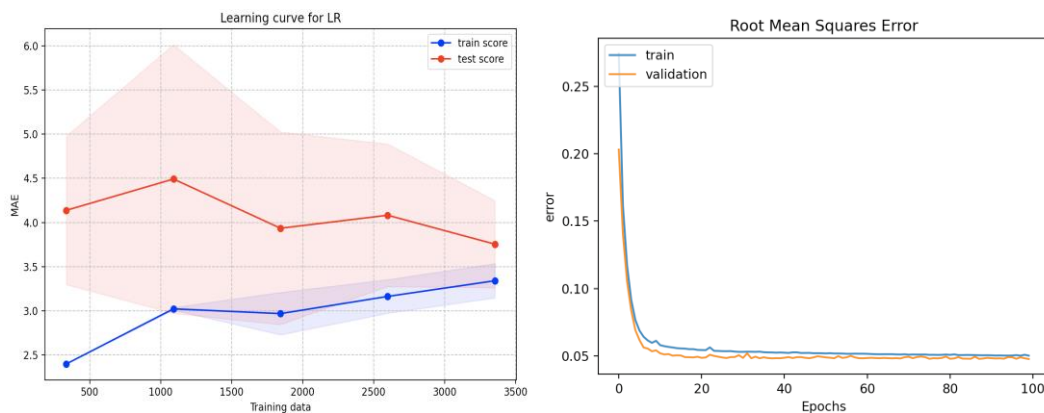 Learning curve for LR
6.0
5.5
5.0
4.5
4.0
3.5
3.0
2.5
MAE
train score
test score
500
1000
1500
2000
2500
3000
3500
Training data
Root Mean Squares Error
train
validation
0.25
0.20
0.15
0.10
0.05
error
0
20
40
60
80
100
Epochs